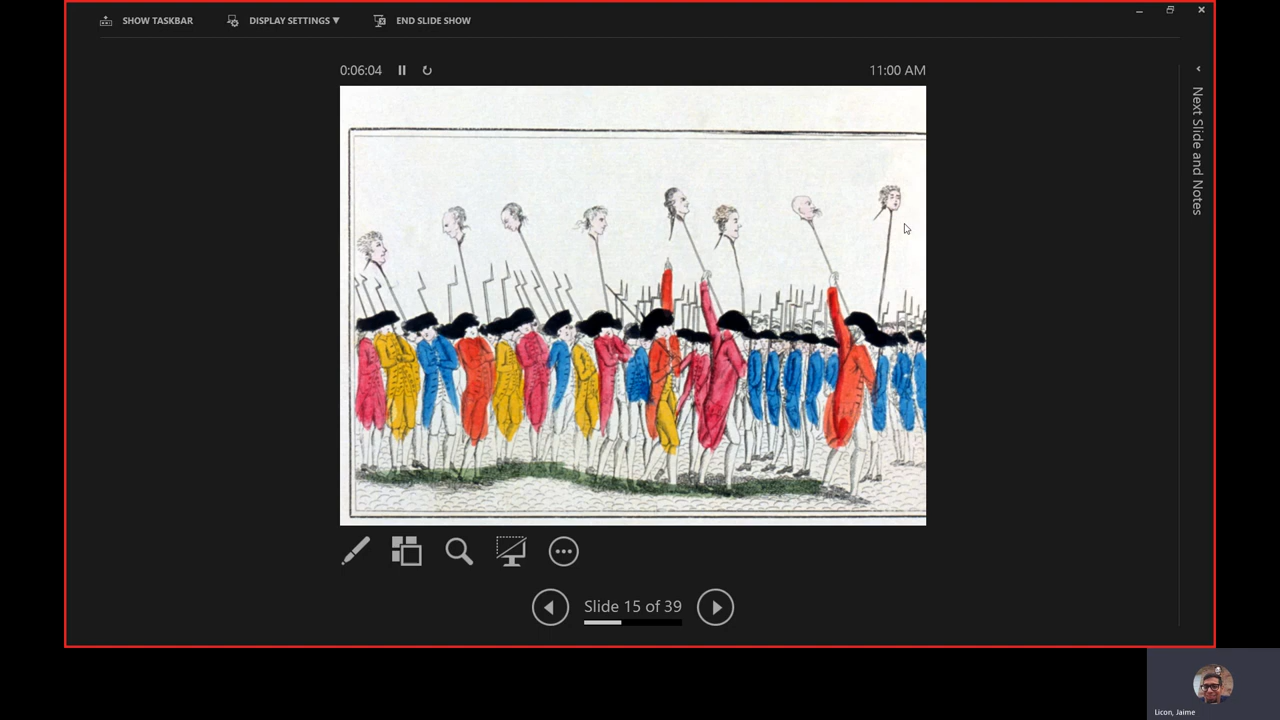 SHOW TASKBAR
DISPLAY SETTINGS ▼
END SLIDE SHOW
0:06:04
11:00 AM
Next Slide and Notes
Slide 15 of 39
Licon, Jaime